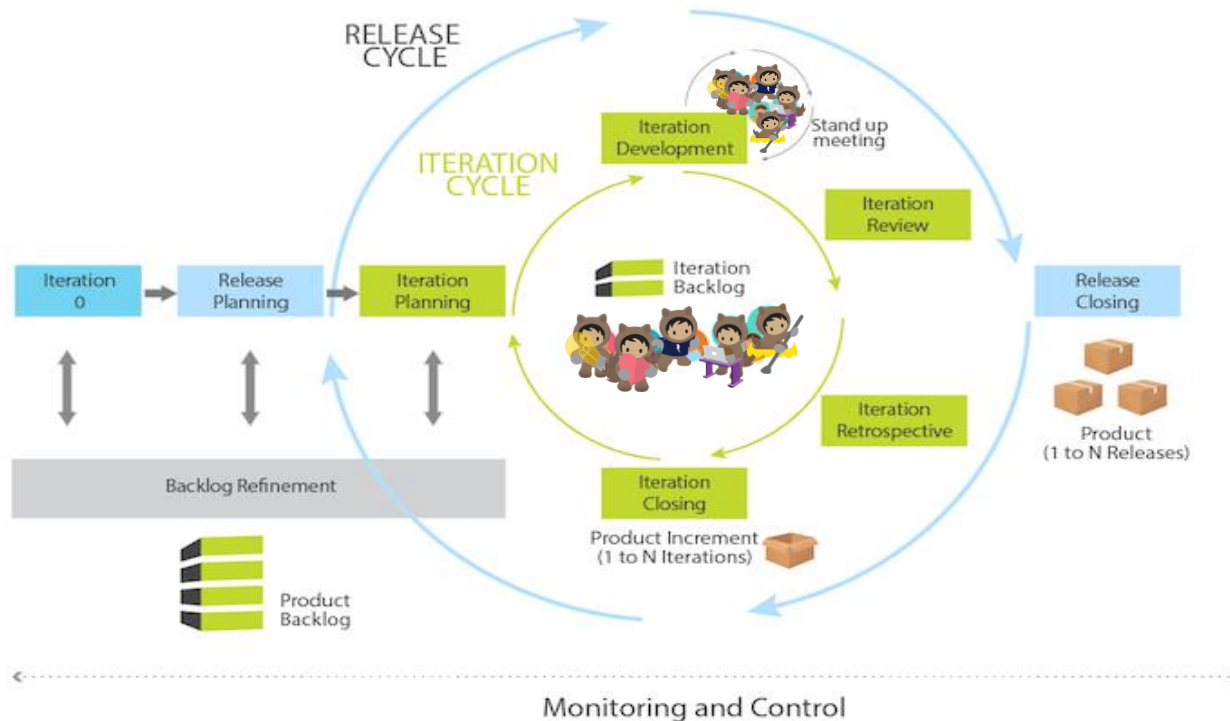 RELEASE
CYCLE
Iteration
Development
Stand up
meeting
ITERATION
CYCLE
Iteration
Review
Iteration
0
Release
Planning
Iteration
Planning
Iteration
Backlog
Release
Closing
Iteration
Retrospective
Product
(1 to N Releases)
Backlog Refinement
Iteration
Closing
Product Increment
(1 to N Iterations)
Product
Backlog
Monitoring and Control